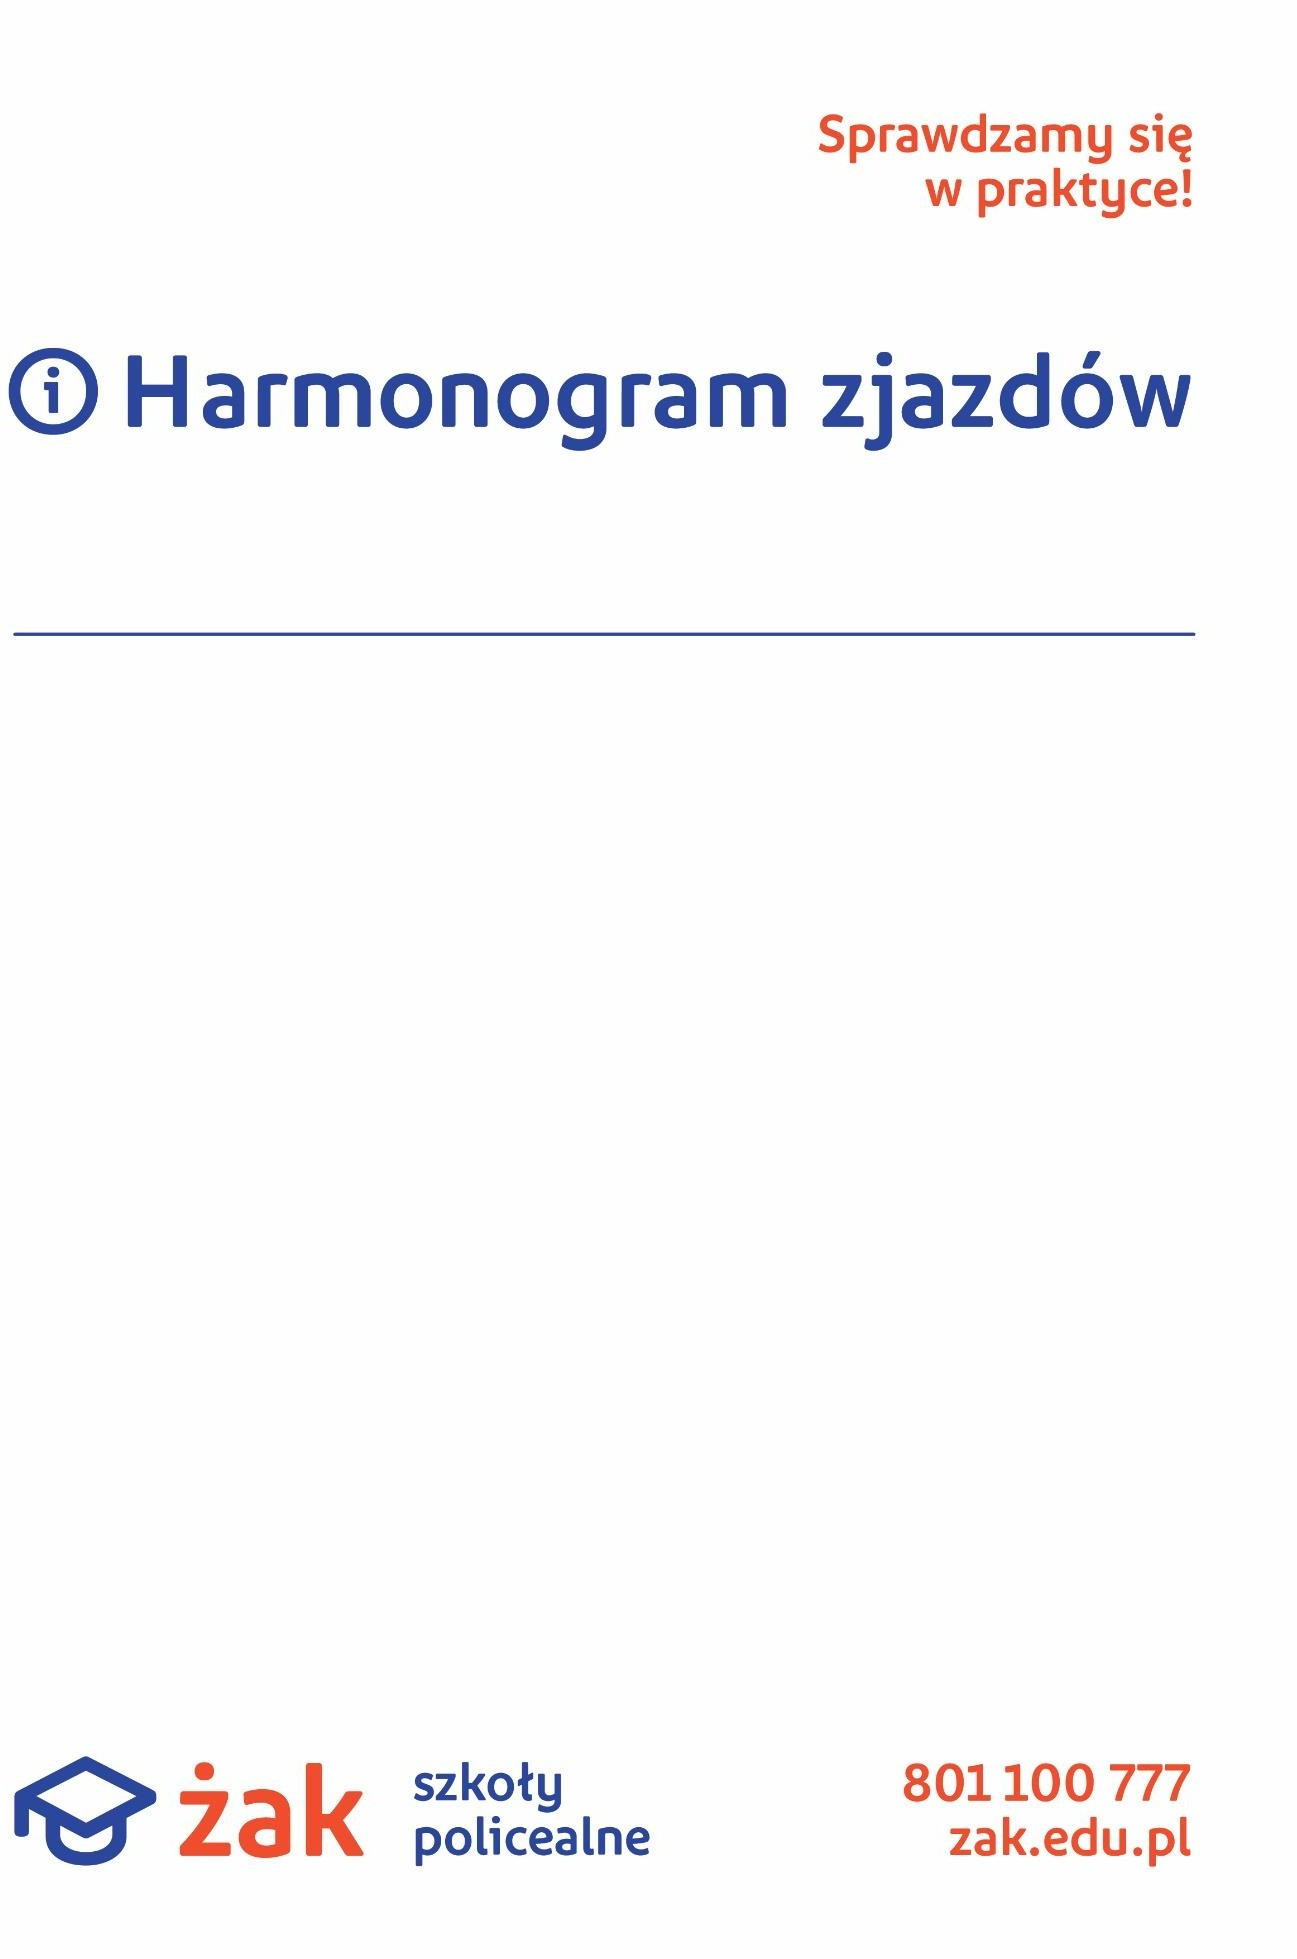 Sprawdzamy się
w praktyce!
Harmonogram zjazdów
żak
szkoły
policealne
801 100 777
zak.edu.pl